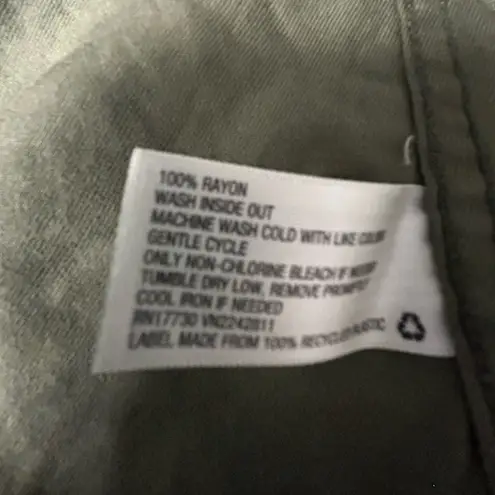 100% RAYON
WASH INSIDE OUT
MACHINE WASH COLD WITH LIKE COLORS
GENTLE CYCLE
ONLY NON-CHLORINE BLEACH IF NEEDED
TUMBLE DRY LOW, REMOVE PROMPTLY
COOL IRON IF NEEDED
RN17730 VN2242811
LABEL MADE FROM 100% RECYCLED PLASTIC